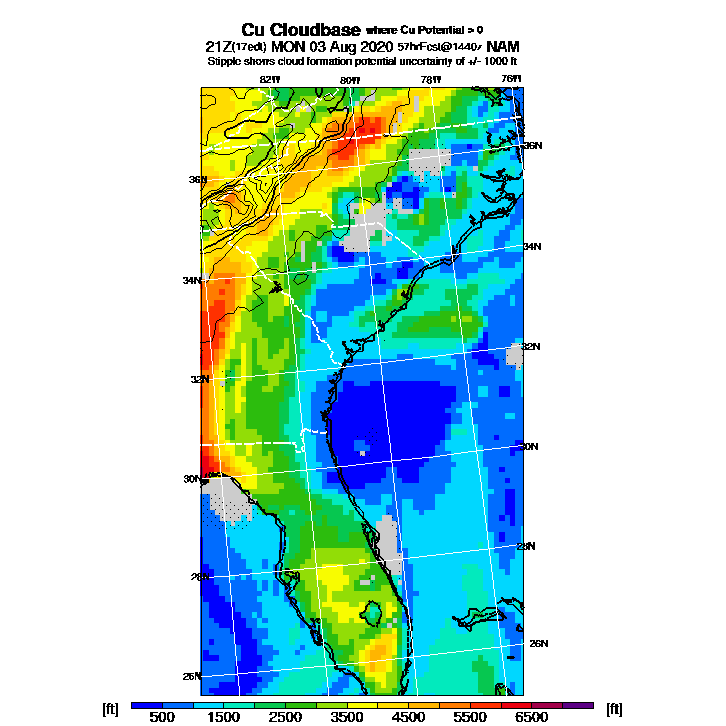 Cu Cloudbase where Cu Potential > 0
21Z(17edt) MON 03 Aug 2020 57hrFcst@1440z NAM
Stipple shows cloud formation potential uncertainty of +/- 1000 ft
82W 80W 78W 76W
36N
36N
34N
34N
32N
32N
30N
30N
28N
28N
26N
26N
[ft] 500 1500 2500 3500 4500 5500 6500 [ft]